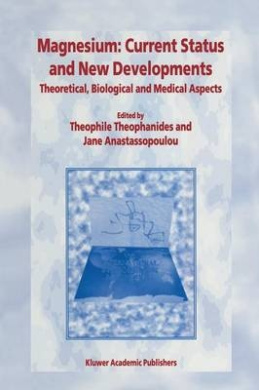 Magnesium: Current Status
and New Developments
Theoretical, Biological and Medical Aspects
Edited by
Theophile Theophanides and
Jane Anastassopoulou
Kluwer Academic Publishers